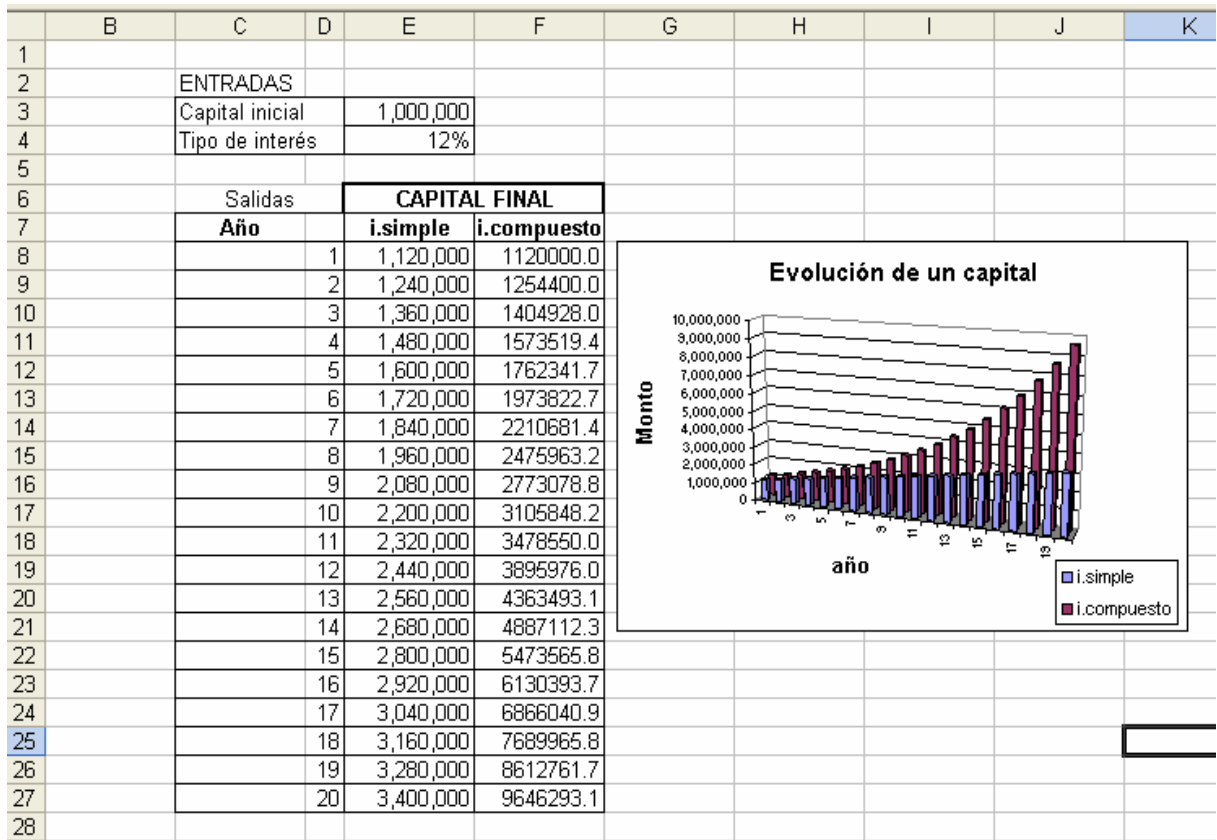 B C D E F G H I J K
1
2 ENTRADAS
3 Capital inicial 1,000,000
4 Tipo de interés 12%
5
6 Salidas CAPITAL FINAL
7 Año i.simple i.compuesto
8 1 1,120,000 1120000.0
9 2 1,240,000 1254400.0
10 3 1,360,000 1404928.0
11 4 1,480,000 1573519.4
12 5 1,600,000 1762341.7
13 6 1,720,000 1973822.7
14 7 1,840,000 2210681.4
15 8 1,960,000 2475963.2
16 9 2,080,000 2773078.8
17 10 2,200,000 3105848.2
18 11 2,320,000 3478550.0
19 12 2,440,000 3895976.0
20 13 2,560,000 4363493.1
21 14 2,680,000 4887112.3
22 15 2,800,000 5473565.8
23 16 2,920,000 6130393.7
24 17 3,040,000 6866040.9
25 18 3,160,000 7689965.8
26 19 3,280,000 8612761.7
27 20 3,400,000 9646293.1
28
Evolución de un capital
Monto
10,000,000
9,000,000
8,000,000
7,000,000
6,000,000
5,000,000
4,000,000
3,000,000
2,000,000
1,000,000
0
1 3 5 7 9 11 13 15 17 19
año
i.simple
i.compuesto